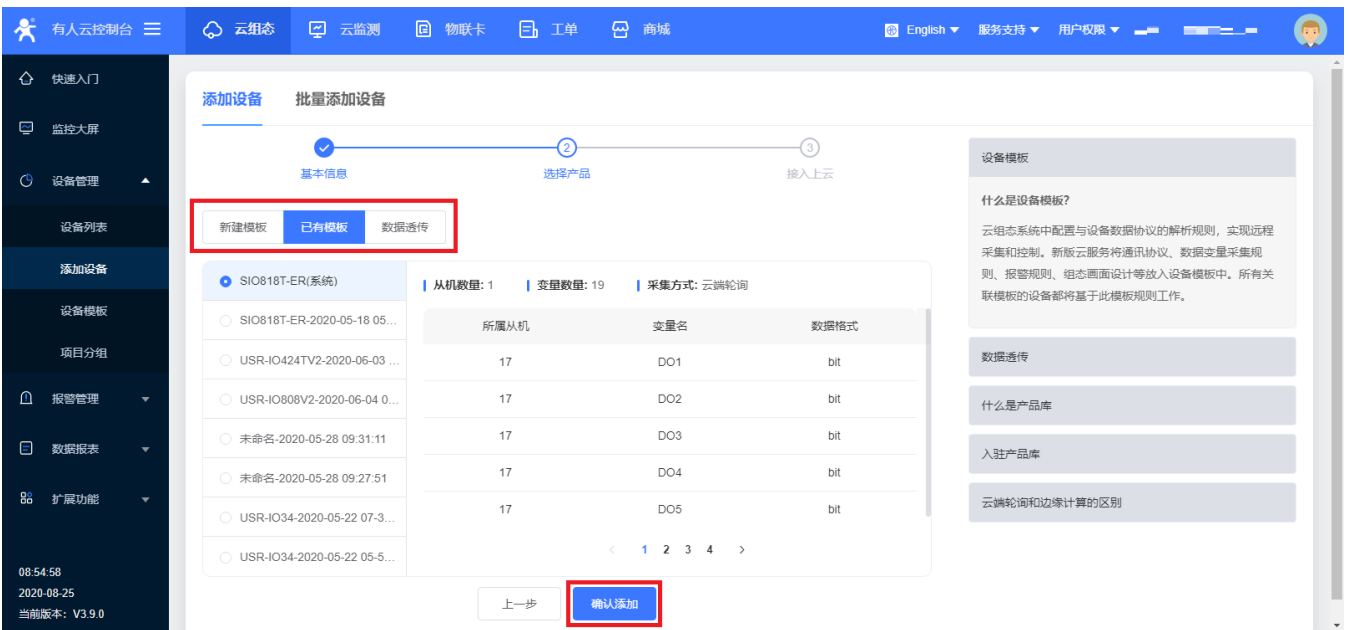 有人云控制台
云组态
云监测
物联卡
工单
商城
English
服务支持
用户权限
快速入门
监控大屏
设备管理
设备列表
添加设备
设备模板
项目分组
报警管理
数据报表
扩展功能
08:54:58
2020-08-25
当前版本：V3.9.0
添加设备 批量添加设备
2 3
基本信息 选择产品 接入上云
新建模板 已有模板 数据透传
SIO818T-ER(系统)
SIO818T-ER-2020-05-18 05...
USR-IO424TV2-2020-06-03 ...
USR-IO808V2-2020-06-04 0...
未命名-2020-05-28 09:31:11
未命名-2020-05-28 09:27:51
USR-IO34-2020-05-22 07-3...
USR-IO34-2020-05-22 05-5...
从机数量: 1 变量数量: 19 采集方式: 云端轮询
所属从机 变量名 数据格式
17 DO1 bit
17 DO2 bit
17 DO3 bit
17 DO4 bit
17 DO5 bit
< 1 2 3 4 >
上一步 确认添加
设备模板
什么是设备模板?
云组态系统中配置与设备数据协议的解析规则，实现远程
采集和控制。新版云服务将通讯协议、数据变量采集规
则、报警规则、组态画面设计等放入设备模板中。所有关
联模板的设备都将基于此模板规则工作。
数据透传
什么是产品库
入驻产品库
云端轮询和边缘计算的区别